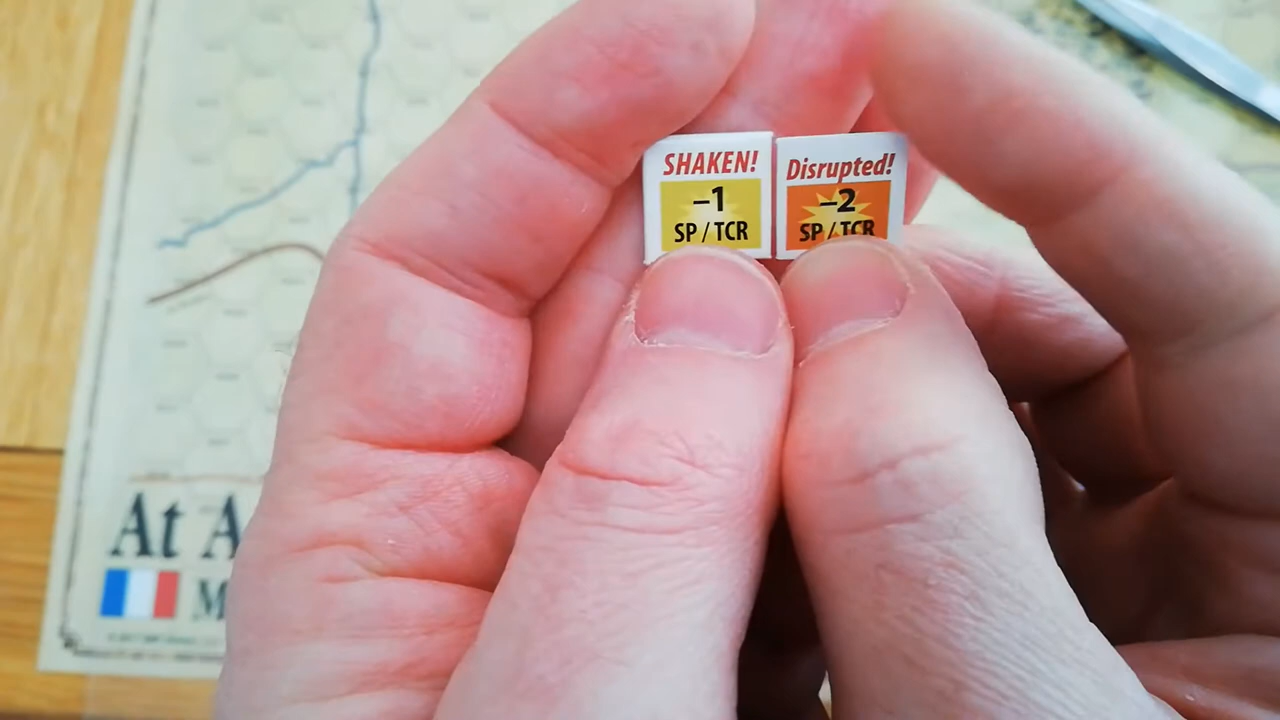 SHAKEN!
–1
SP / TCR
Disrupted!
–2
SP / TCR
At A
M